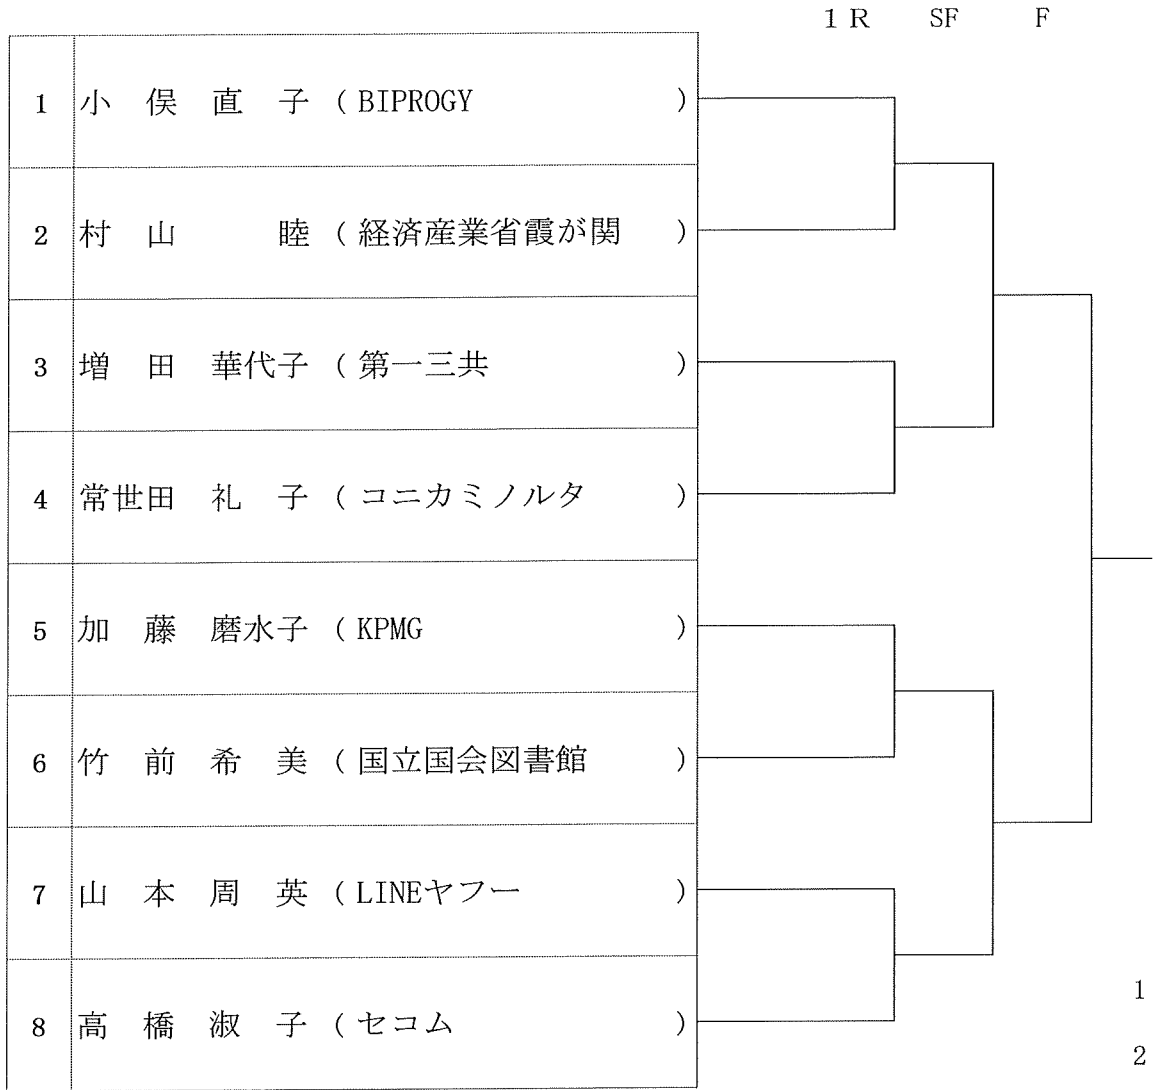 1 R SF F
1 小 俣 直 子 ( BIPROGY )
2 村 山 睦 ( 経済産業省霞が関 )
3 増 田 華代子 ( 第一三共 )
4 常世田 礼 子 ( コニカミノルタ )
5 加 藤 磨水子 ( KPMG )
6 竹 前 希 美 ( 国立国会図書館 )
7 山 本 周 英 ( LINEヤフー )
8 高 橋 淑 子 ( セコム )
1
2